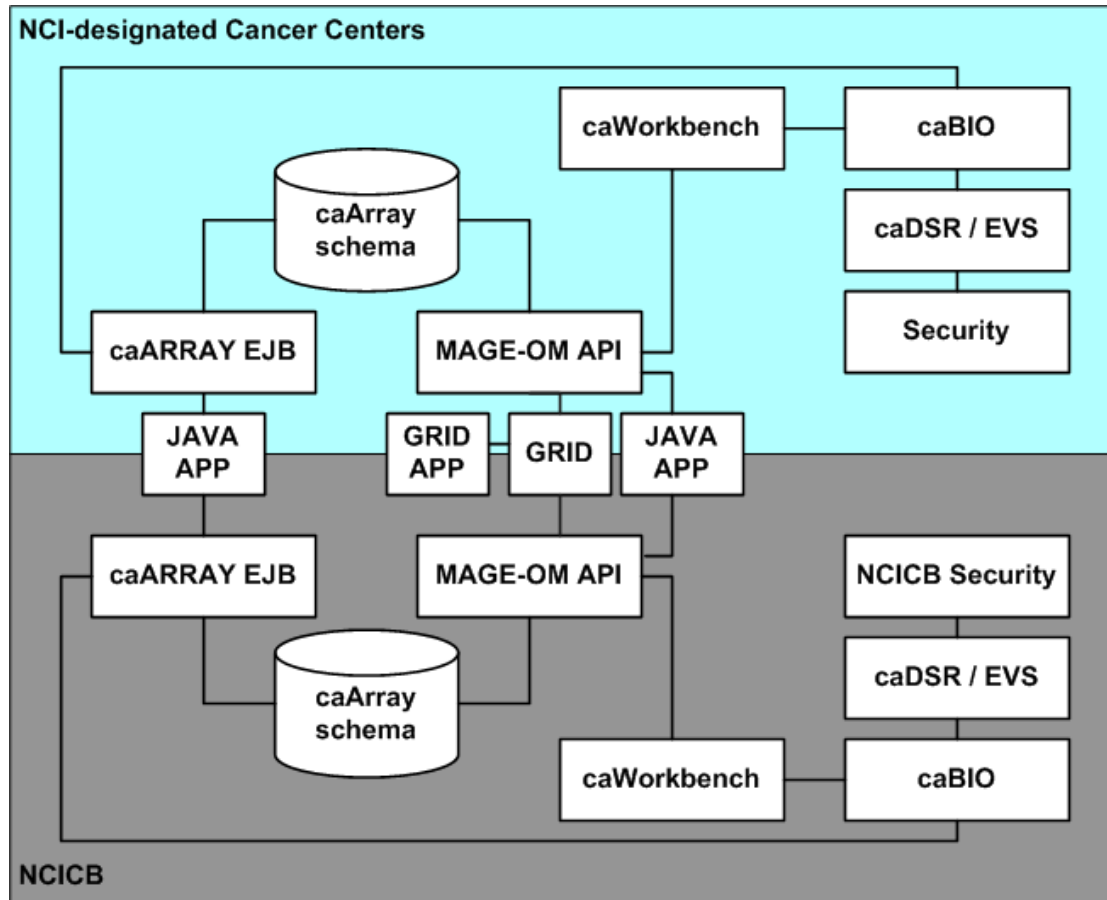 NCI-designated Cancer Centers
caWorkbench
caBIO
caArray
schema
caDSR / EVS
Security
caARRAY EJB
MAGE-OM API
JAVA
APP
GRID
APP
GRID
JAVA
APP
caARRAY EJB
MAGE-OM API
NCICB Security
caArray
schema
caDSR / EVS
caWorkbench
caBIO
NCICB